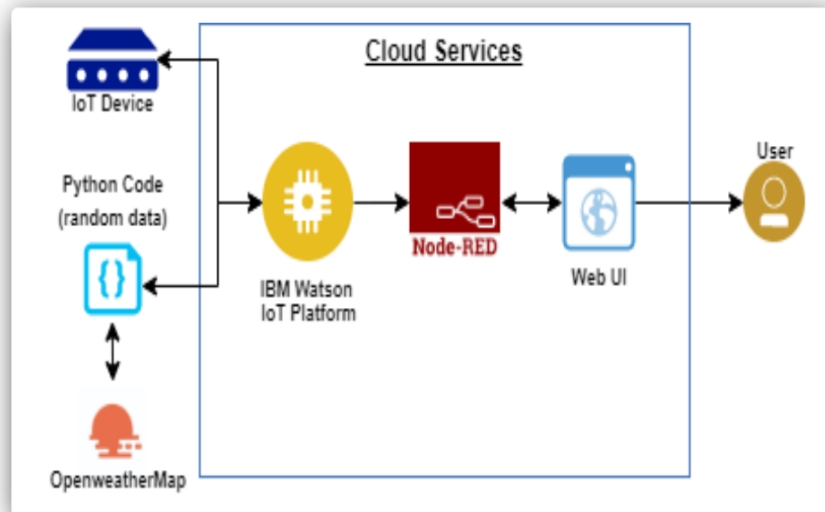 Cloud Services
IoT Device
Python Code
(random data)
{}
OpenweatherMap
IBM Watson
IoT Platform
Node-RED
Web UI
User